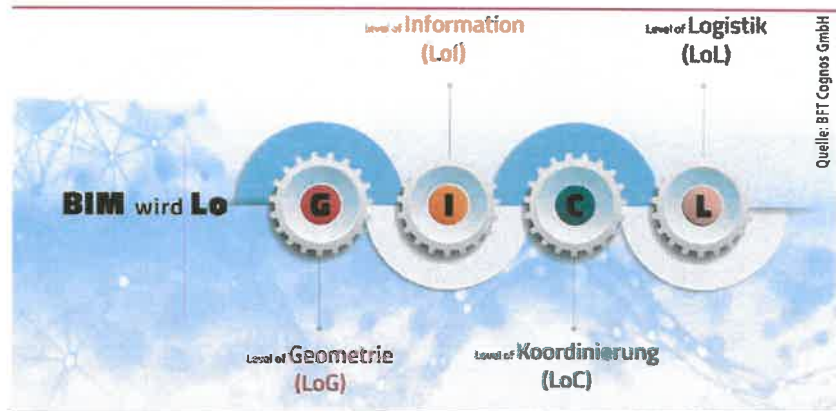 Level of Information
(LoI)
Level of Logistik
(LoL)
BIM wird Lo G I C L
Level of Geometrie
(LoG)
Level of Koordinierung
(LoC)
Quelle: BFT Cognos GmbH